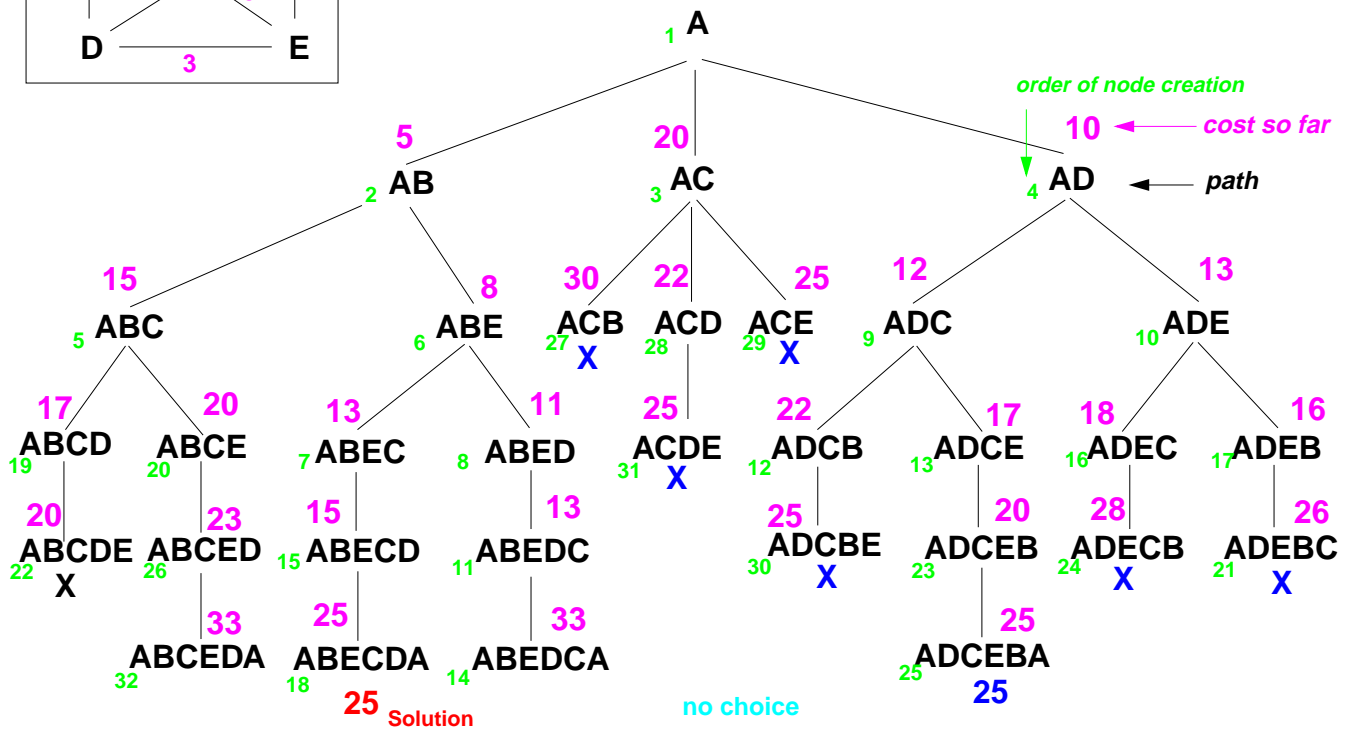 D E
3
A
1
order of node creation
5 20 10 cost so far
2 AB 3 AC 4 AD path
15 8 30 22 25 12 13
5 ABC 6 ABE 27 ACB 28 ACD 29 ACE 9 ADC 10 ADE
X X
17 20 13 11 25 22 17 18 16
19 ABCD 20 ABCE 7 ABEC 8 ABED 31 ACDE 12 ADCB 13 ADCE 16 ADEC 17 ADEB
X
20 23 15 13 25 20 28 26
22 ABCDE 26 ABCED 15 ABECD 11 ABEDC 30 ADCBE 23 ADCEB 24 ADECB 21 ADEBC
X X X X
33 25 33 25
32 ABCEDA 18 ABECDA 14 ABEDCA 25 ADCEBA
25 Solution no choice 25